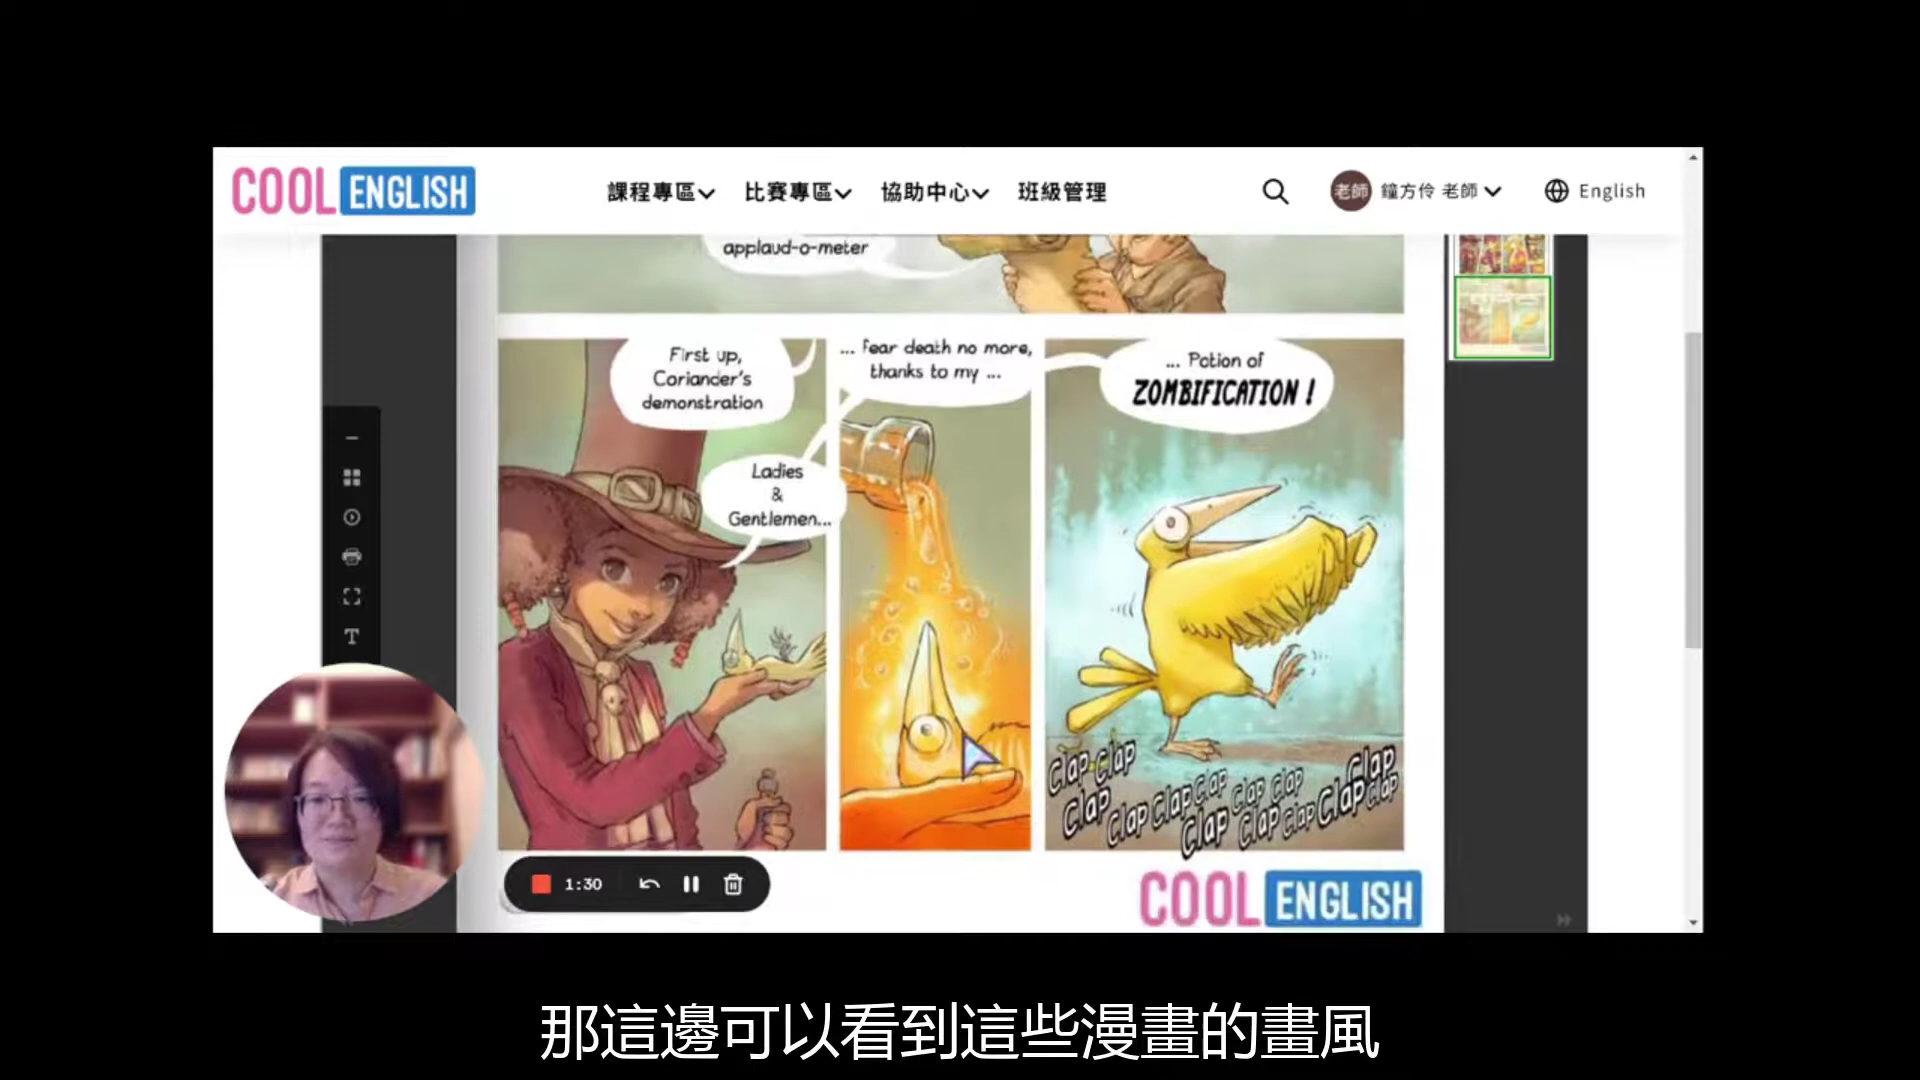 COOL ENGLISH
課程專區
比賽專區
協助中心
班級管理
老師
鐘方伶 老師
English
applaud-o-meter
First up,
Coriander's
demonstration
Ladies
&
Gentlemen...
... fear death no more,
thanks to my ...
... Potion of
ZOMBIFICATION !
Clap Clap
Clap Clap Clap Clap Clap Clap Clap Clap Clap Clap Clap Clap
1:30
COOL ENGLISH
那這邊可以看到這些漫畫的畫風